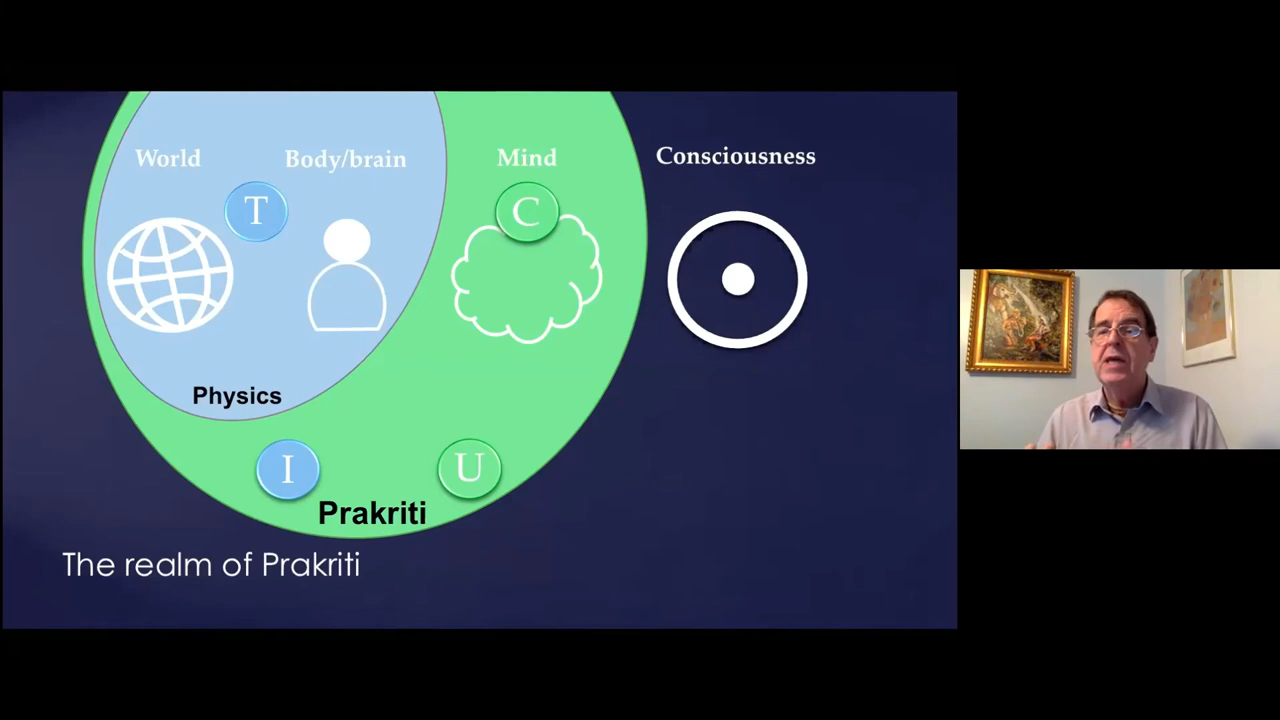 World
Body/brain
Mind
Consciousness
T
C
Physics
I
U
Prakriti
The realm of Prakriti